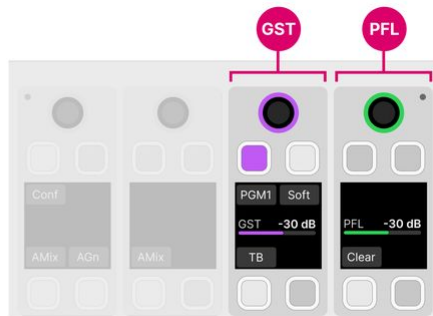 GST PFL
Conf
PGM1 Soft
GST -30 dB
PFL -30 dB
AMix AGn
AMix
TB
Clear